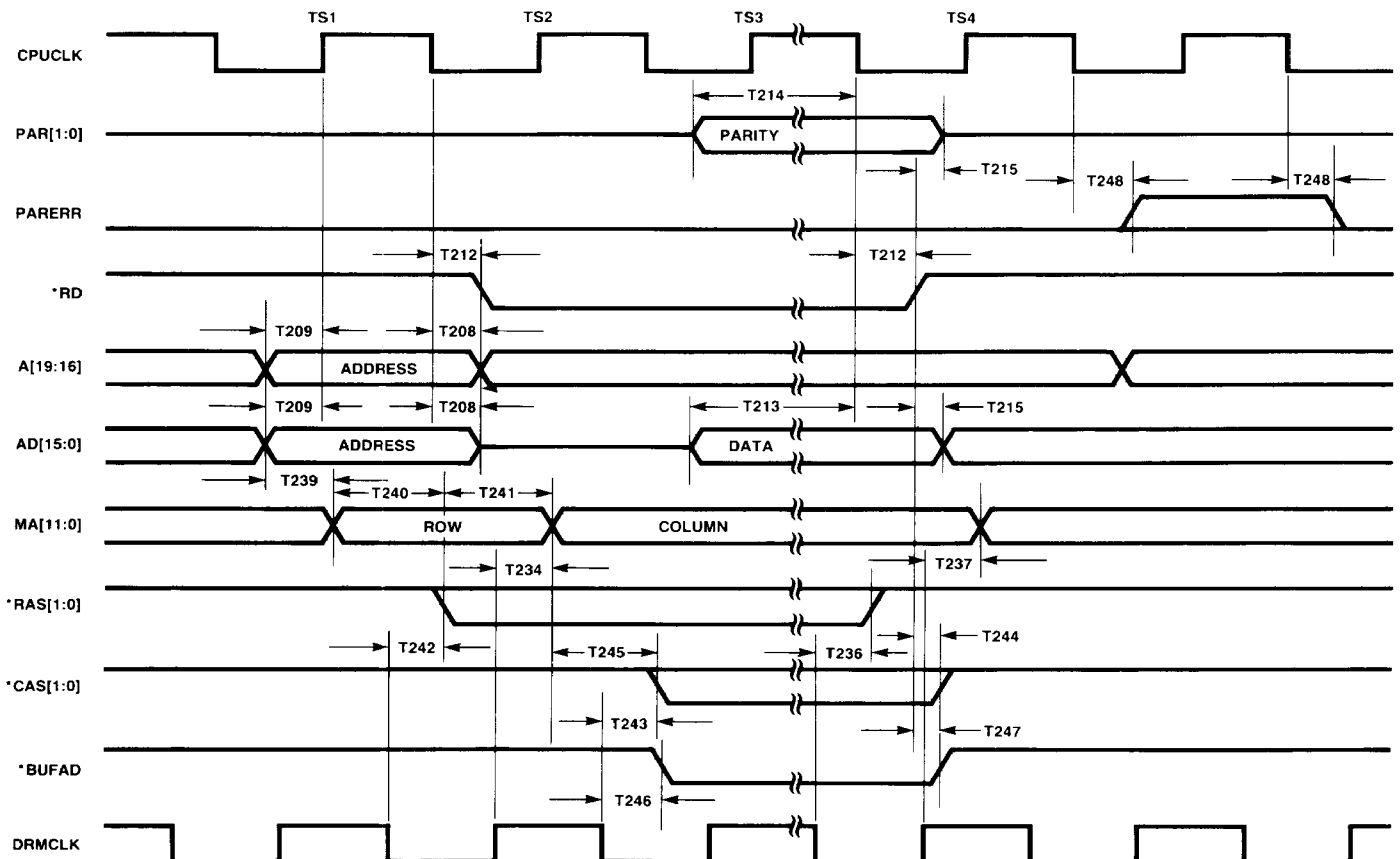 TS1 TS2 TS3 TS4
CPUCLK
T214
PAR[1:0] PARITY
T215
T248 T248
PARERR
T212 T212
*RD
T209 T208
A[19:16] ADDRESS
T209 T208 T213 T215
AD[15:0] ADDRESS DATA
T239
T240 T241
MA[11:0] ROW COLUMN
T234 T237
*RAS[1:0]
T244
T242 T245 T236
*CAS[1:0]
T243 T247
*BUFAD
T246
DRMCLK